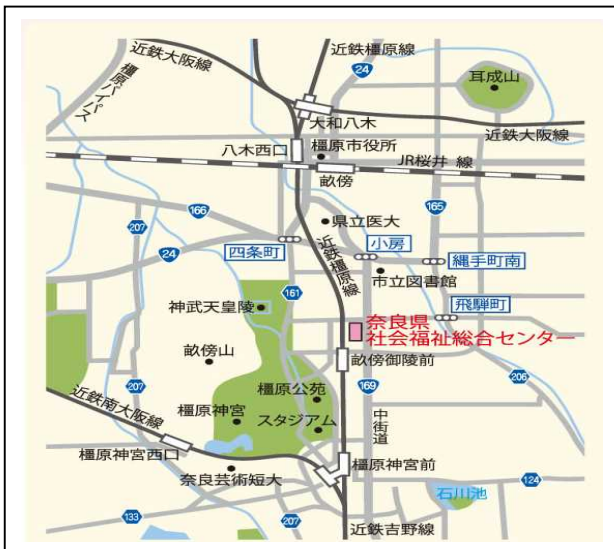 近鉄大阪線
近鉄橿原線
24
橿原バイパス
耳成山
大和八木
近鉄大阪線
八木西口
橿原市役所
JR桜井 線
畝傍
166
165
207
県立医大
24
四条町
近鉄橿原線
小房
縄手町南
市立図書館
161
飛騨町
神武天皇陵
奈良県
社会福祉総合センター
畝傍山
畝傍御陵前
207
橿原公苑
169
206
近鉄南大阪線
橿原神宮
スタジアム
中街道
橿原神宮西口
橿原神宮前
奈良芸術短大
124
石川池
133
207
近鉄吉野線